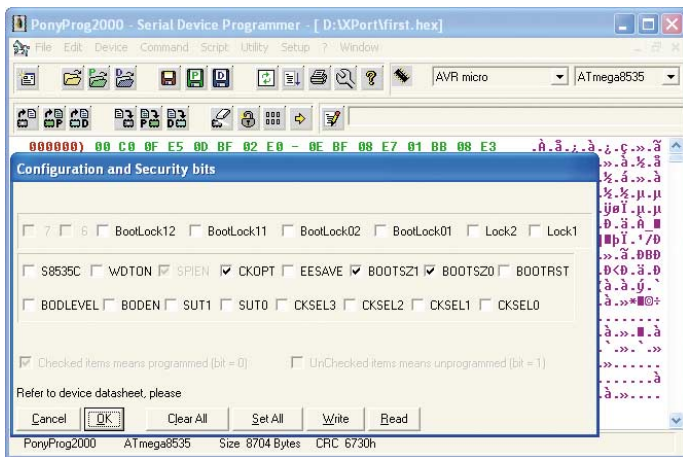 PonyProg2000 - Serial Device Programmer - [ D:\XPort\first.hex]
File Edit Device Command Script Utility Setup ? Window
AVR micro ATmega8535
000000) 00 C0 0F E5 0D BF 02 E0 - 0E BF 08 E7 01 BB 08 E3
Configuration and Security bits
7 6 BootLock12 BootLock11 BootLock02 BootLock01 Lock2 Lock1
S8535C WDTON SPIEN CKOPT EESAVE BOOTSZ1 BOOTSZ0 BOOTRST
BODLEVEL BODEN SUT1 SUT0 CKSEL3 CKSEL2 CKSEL1 CKSEL0
Checked items means programmed (bit = 0) UnChecked items means unprogrammed (bit = 1)
Refer to device datasheet, please
Cancel OK Clear All Set All Write Read
PonyProg2000 ATmega8535 Size 8704 Bytes CRC 6730h